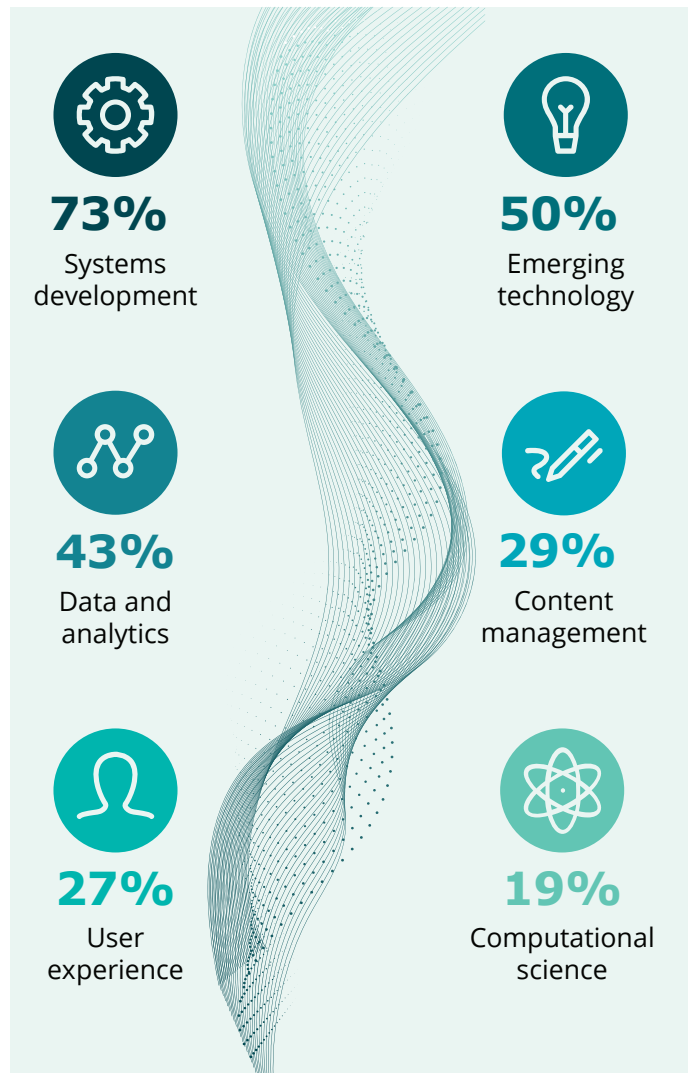 73%
Systems
development
50%
Emerging
technology
43%
Data and
analytics
29%
Content
management
27%
User
experience
19%
Computational
science